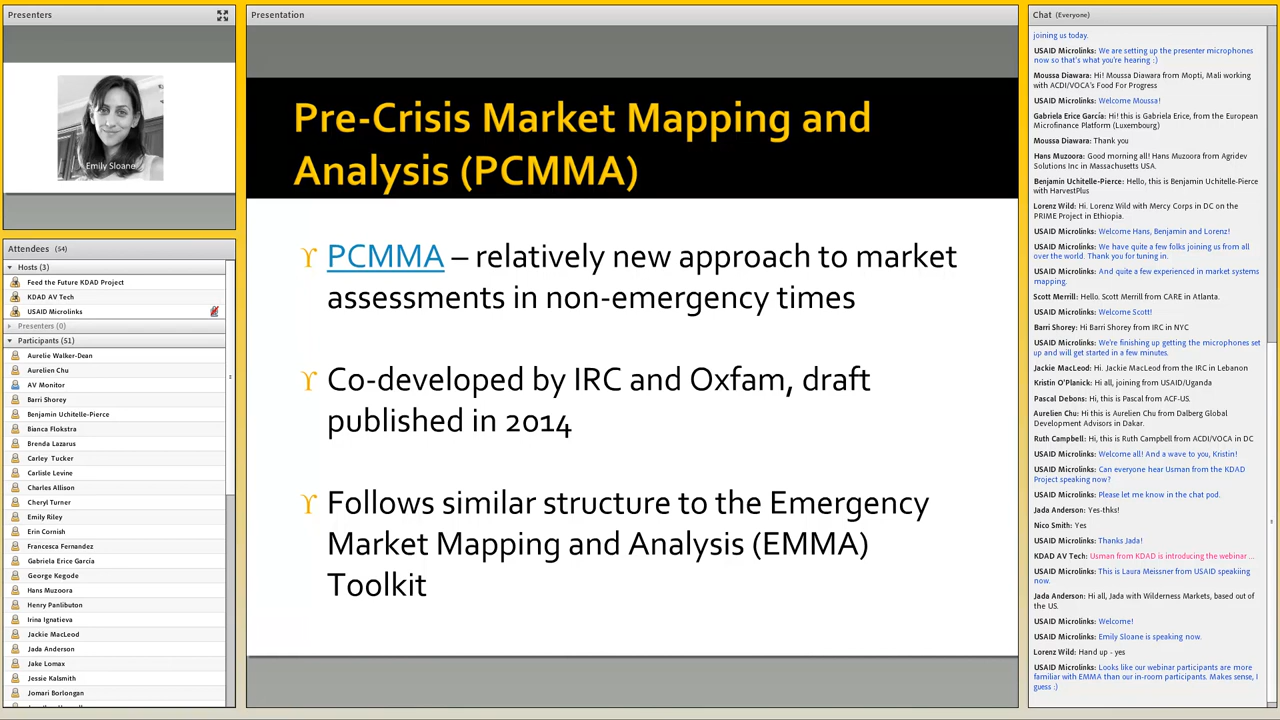 Presenters
Emily Sloane
Attendees (54)
Hosts (3)
Feed the Future KDAD Project
KDAD AV Tech
USAID Microlinks
Presenters (0)
Participants (51)
Aurelie Walker-Dean
Aurelien Chu
AV Monitor
Barri Shorey
Benjamin Uchitelle-Pierce
Bianca Flokstra
Brenda Lazarus
Carley Tucker
Carlisle Levine
Charles Allison
Cheryl Turner
Emily Riley
Erin Cornish
Francesca Fernandez
Gabriela Erice García
George Kegode
Hans Muzoora
Henry Panlibuton
Irina Ignatieva
Jackie MacLeod
Jada Anderson
Jake Lomax
Jessie Kalsmith
Jomari Borlongan
Presentation
Pre-Crisis Market Mapping and
Analysis (PCMMA)
PCMMA – relatively new approach to market
assessments in non-emergency times
Co-developed by IRC and Oxfam, draft
published in 2014
Follows similar structure to the Emergency
Market Mapping and Analysis (EMMA)
Toolkit
Chat (Everyone)
joining us today.
USAID Microlinks: We are setting up the presenter microphones
now so that's what you're hearing :)
Moussa Diawara: Hi! Moussa Diawara from Mopti, Mali working
with ACDI/VOCA's Food For Progress
USAID Microlinks: Welcome Moussa!
Gabriela Erice García: Hi! this is Gabriela Erice, from the European
Microfinance Platform (Luxembourg)
Moussa Diawara: Thank you
Hans Muzoora: Good morning all! Hans Muzoora from Agridev
Solutions Inc in Massachusetts USA.
Benjamin Uchitelle-Pierce: Hello, this is Benjamin Uchitelle-Pierce
with HarvestPlus
Lorenz Wild: Hi. Lorenz Wild with Mercy Corps in DC on the
PRIME Project in Ethiopia.
USAID Microlinks: Welcome Hans, Benjamin and Lorenz!
USAID Microlinks: We have quite a few folks joining us from all
over the world. Thank you for tuning in.
USAID Microlinks: And quite a few experienced in market systems
mapping.
Scott Merrill: Hello. Scott Merrill from CARE in Atlanta.
USAID Microlinks: Welcome Scott!
Barri Shorey: Hi Barri Shorey from IRC in NYC
USAID Microlinks: We're finishing up getting the microphones set
up and will get started in a few minutes.
Jackie MacLeod: Hi. Jackie MacLeod from the IRC in Lebanon
Kristin O'Planick: Hi all, joining from USAID/Uganda
Pascal Debons: Hi, this is Pascal from ACF-US.
Aurelien Chu: Hi this is Aurelien Chu from Dalberg Global
Development Advisors in Dakar.
Ruth Campbell: Hi, this is Ruth Campbell from ACDI/VOCA in DC
USAID Microlinks: Welcome all! And a wave to you, Kristin!
USAID Microlinks: Can everyone hear Usman from the KDAD
Project speaking now?
USAID Microlinks: Please let me know in the chat pod.
Jada Anderson: Yes-thks!
Nico Smith: Yes
USAID Microlinks: Thanks Jada!
KDAD AV Tech: Usman from KDAD is introducing the webinar ...
USAID Microlinks: This is Laura Meissner from USAID speakiing
now.
Jada Anderson: Hi all, Jada with Wilderness Markets, based out of
the US.
USAID Microlinks: Welcome!
USAID Microlinks: Emily Sloane is speaking now.
Lorenz Wild: Hand up - yes
USAID Microlinks: Looks like our webinar participants are more
familiar with EMMA than our in-room participants. Makes sense, I
guess :)